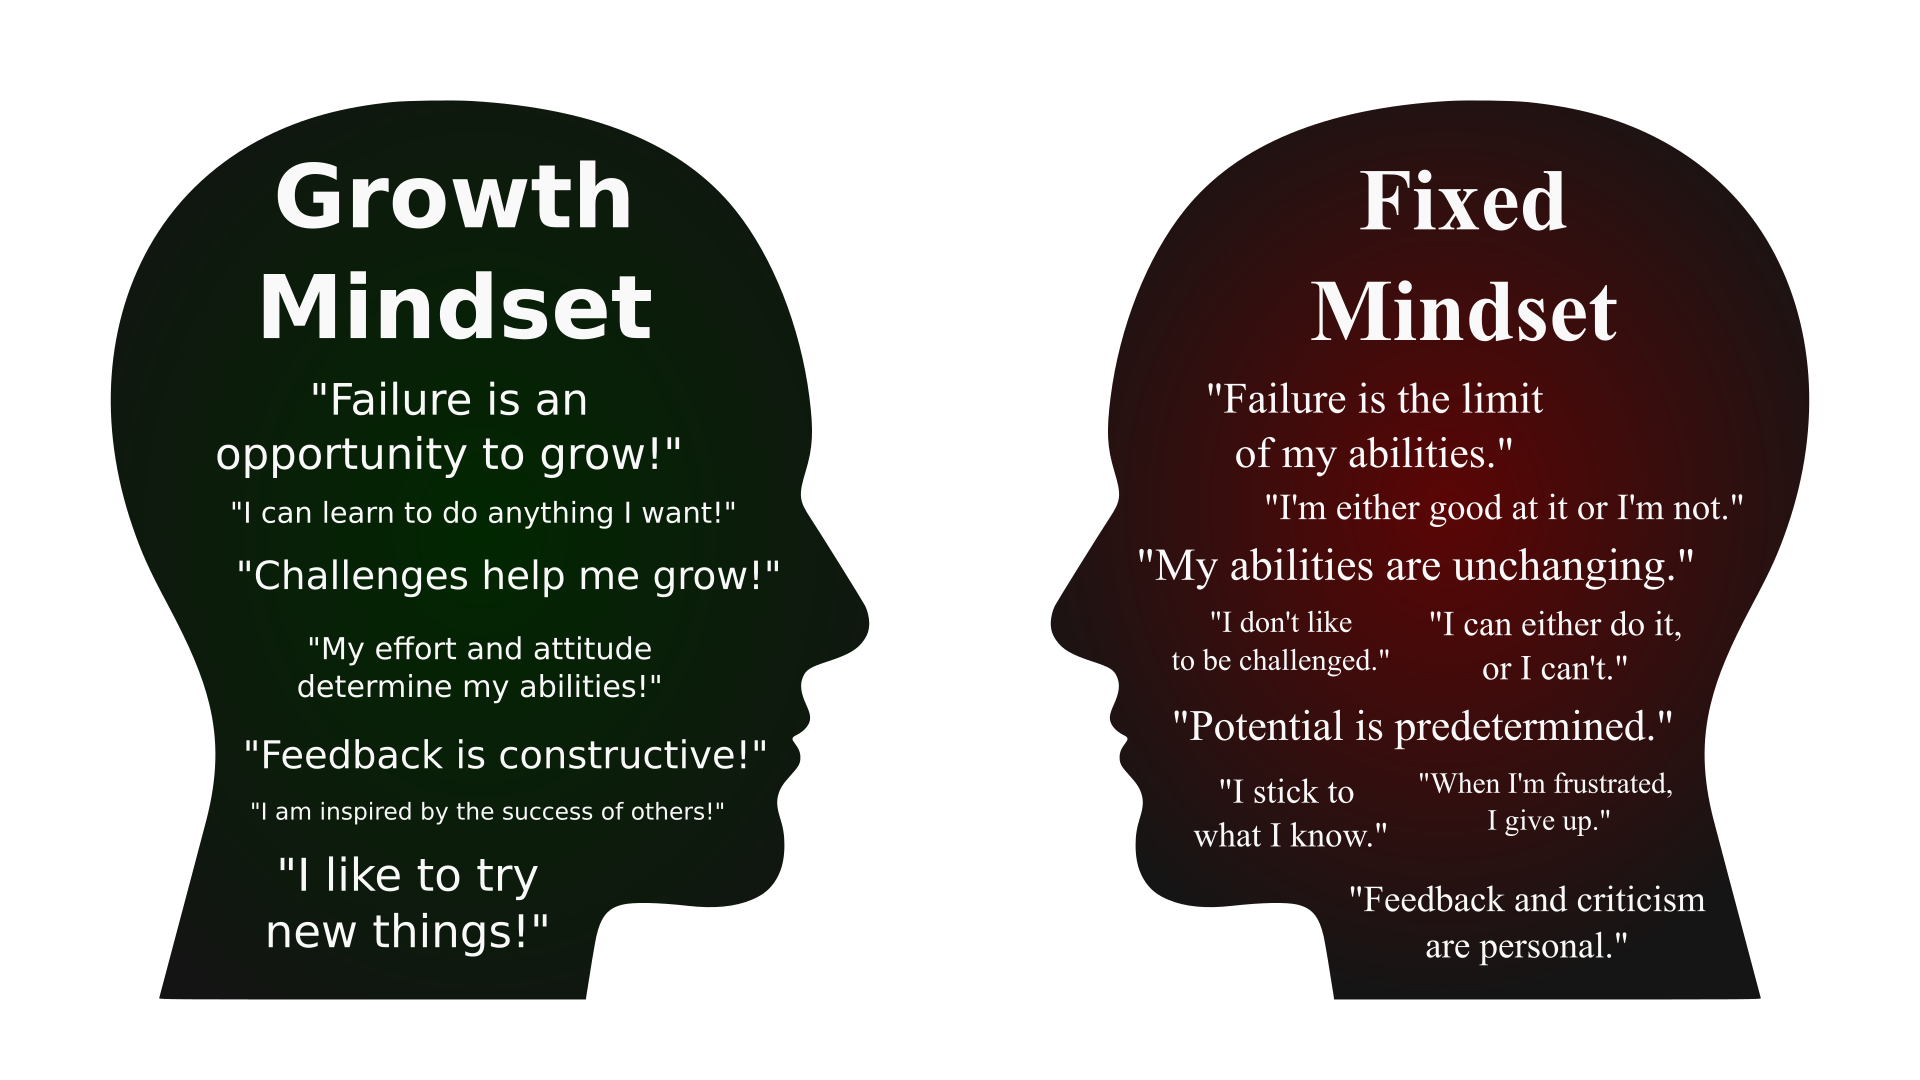 Growth
Mindset
"Failure is an
opportunity to grow!"
"I can learn to do anything I want!"
"Challenges help me grow!"
"My effort and attitude
determine my abilities!"
"Feedback is constructive!"
"I am inspired by the success of others!"
"I like to try
new things!"
Fixed
Mindset
"Failure is the limit
of my abilities."
"I'm either good at it or I'm not."
"My abilities are unchanging."
"I don't like
to be challenged."
"I can either do it,
or I can't."
"Potential is predetermined."
"I stick to
what I know."
"When I'm frustrated,
I give up."
"Feedback and criticism
are personal."